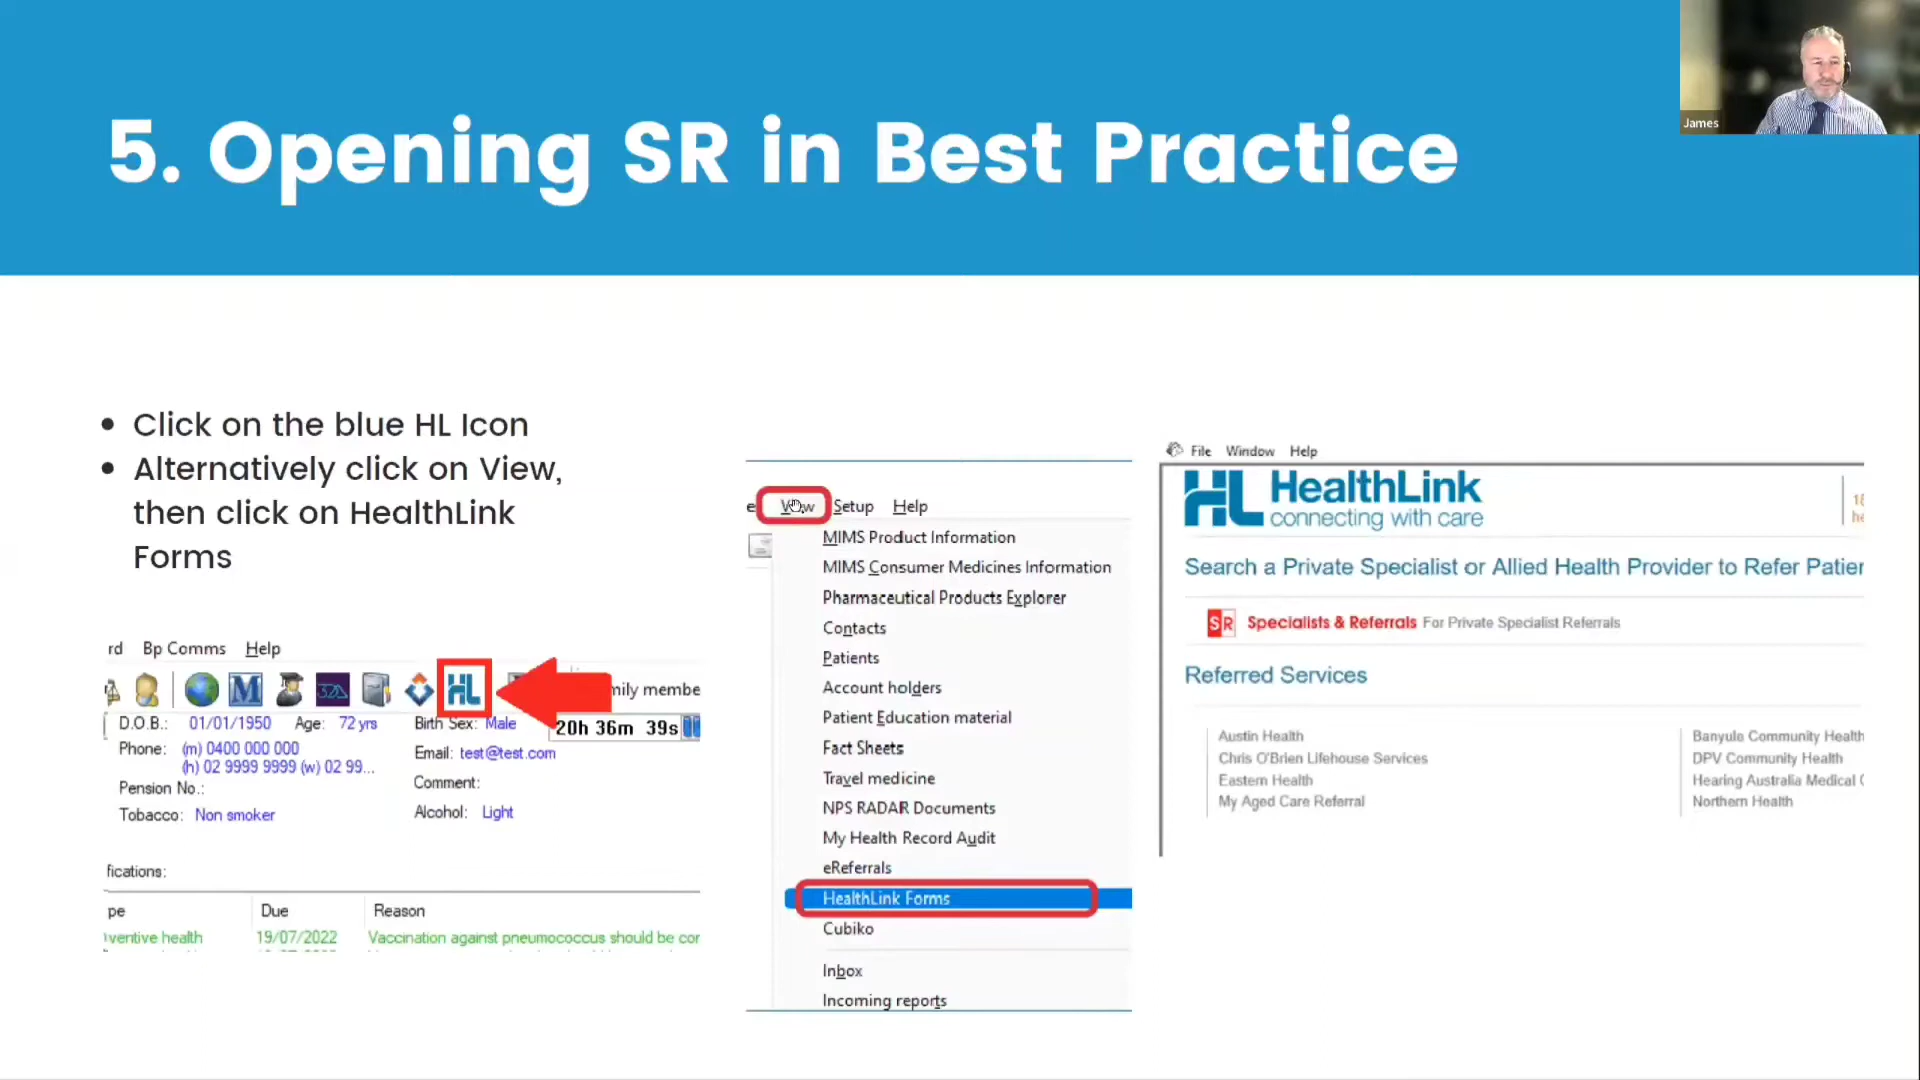 5. Opening SR in Best Practice
James
• Click on the blue HL Icon
• Alternatively click on View,
then click on HealthLink
Forms
rd Bp Comms Help
HL
mily membe
D.O.B.: 01/01/1950 Age: 72 yrs Birth Sex: Male
20h 36m 39s
Phone: (m) 0400 000 000
(h) 02 9999 9999 (w) 02 99...
Email: test@test.com
Pension No.:
Comment:
Tobacco: Non smoker
Alcohol: Light
fications:
pe Due Reason
ventive health 19/07/2022 Vaccination against pneumococcus should be cor
Setup Help
MIMS Product Information
MIMS Consumer Medicines Information
Pharmaceutical Products Explorer
Contacts
Patients
Account holders
Patient Education material
Fact Sheets
Travel medicine
NPS RADAR Documents
My Health Record Audit
eReferrals
HealthLink Forms
Cubiko
Inbox
Incoming reports
File Window Help
HL HealthLink
connecting with care
Search a Private Specialist or Allied Health Provider to Refer Patier
SR Specialists & Referrals For Private Specialist Referrals
Referred Services
Austin Health
Chris O'Brien Lifehouse Services
Eastern Health
My Aged Care Referral
Banyule Community Health
DPV Community Health
Hearing Australia Medical
Northern Health